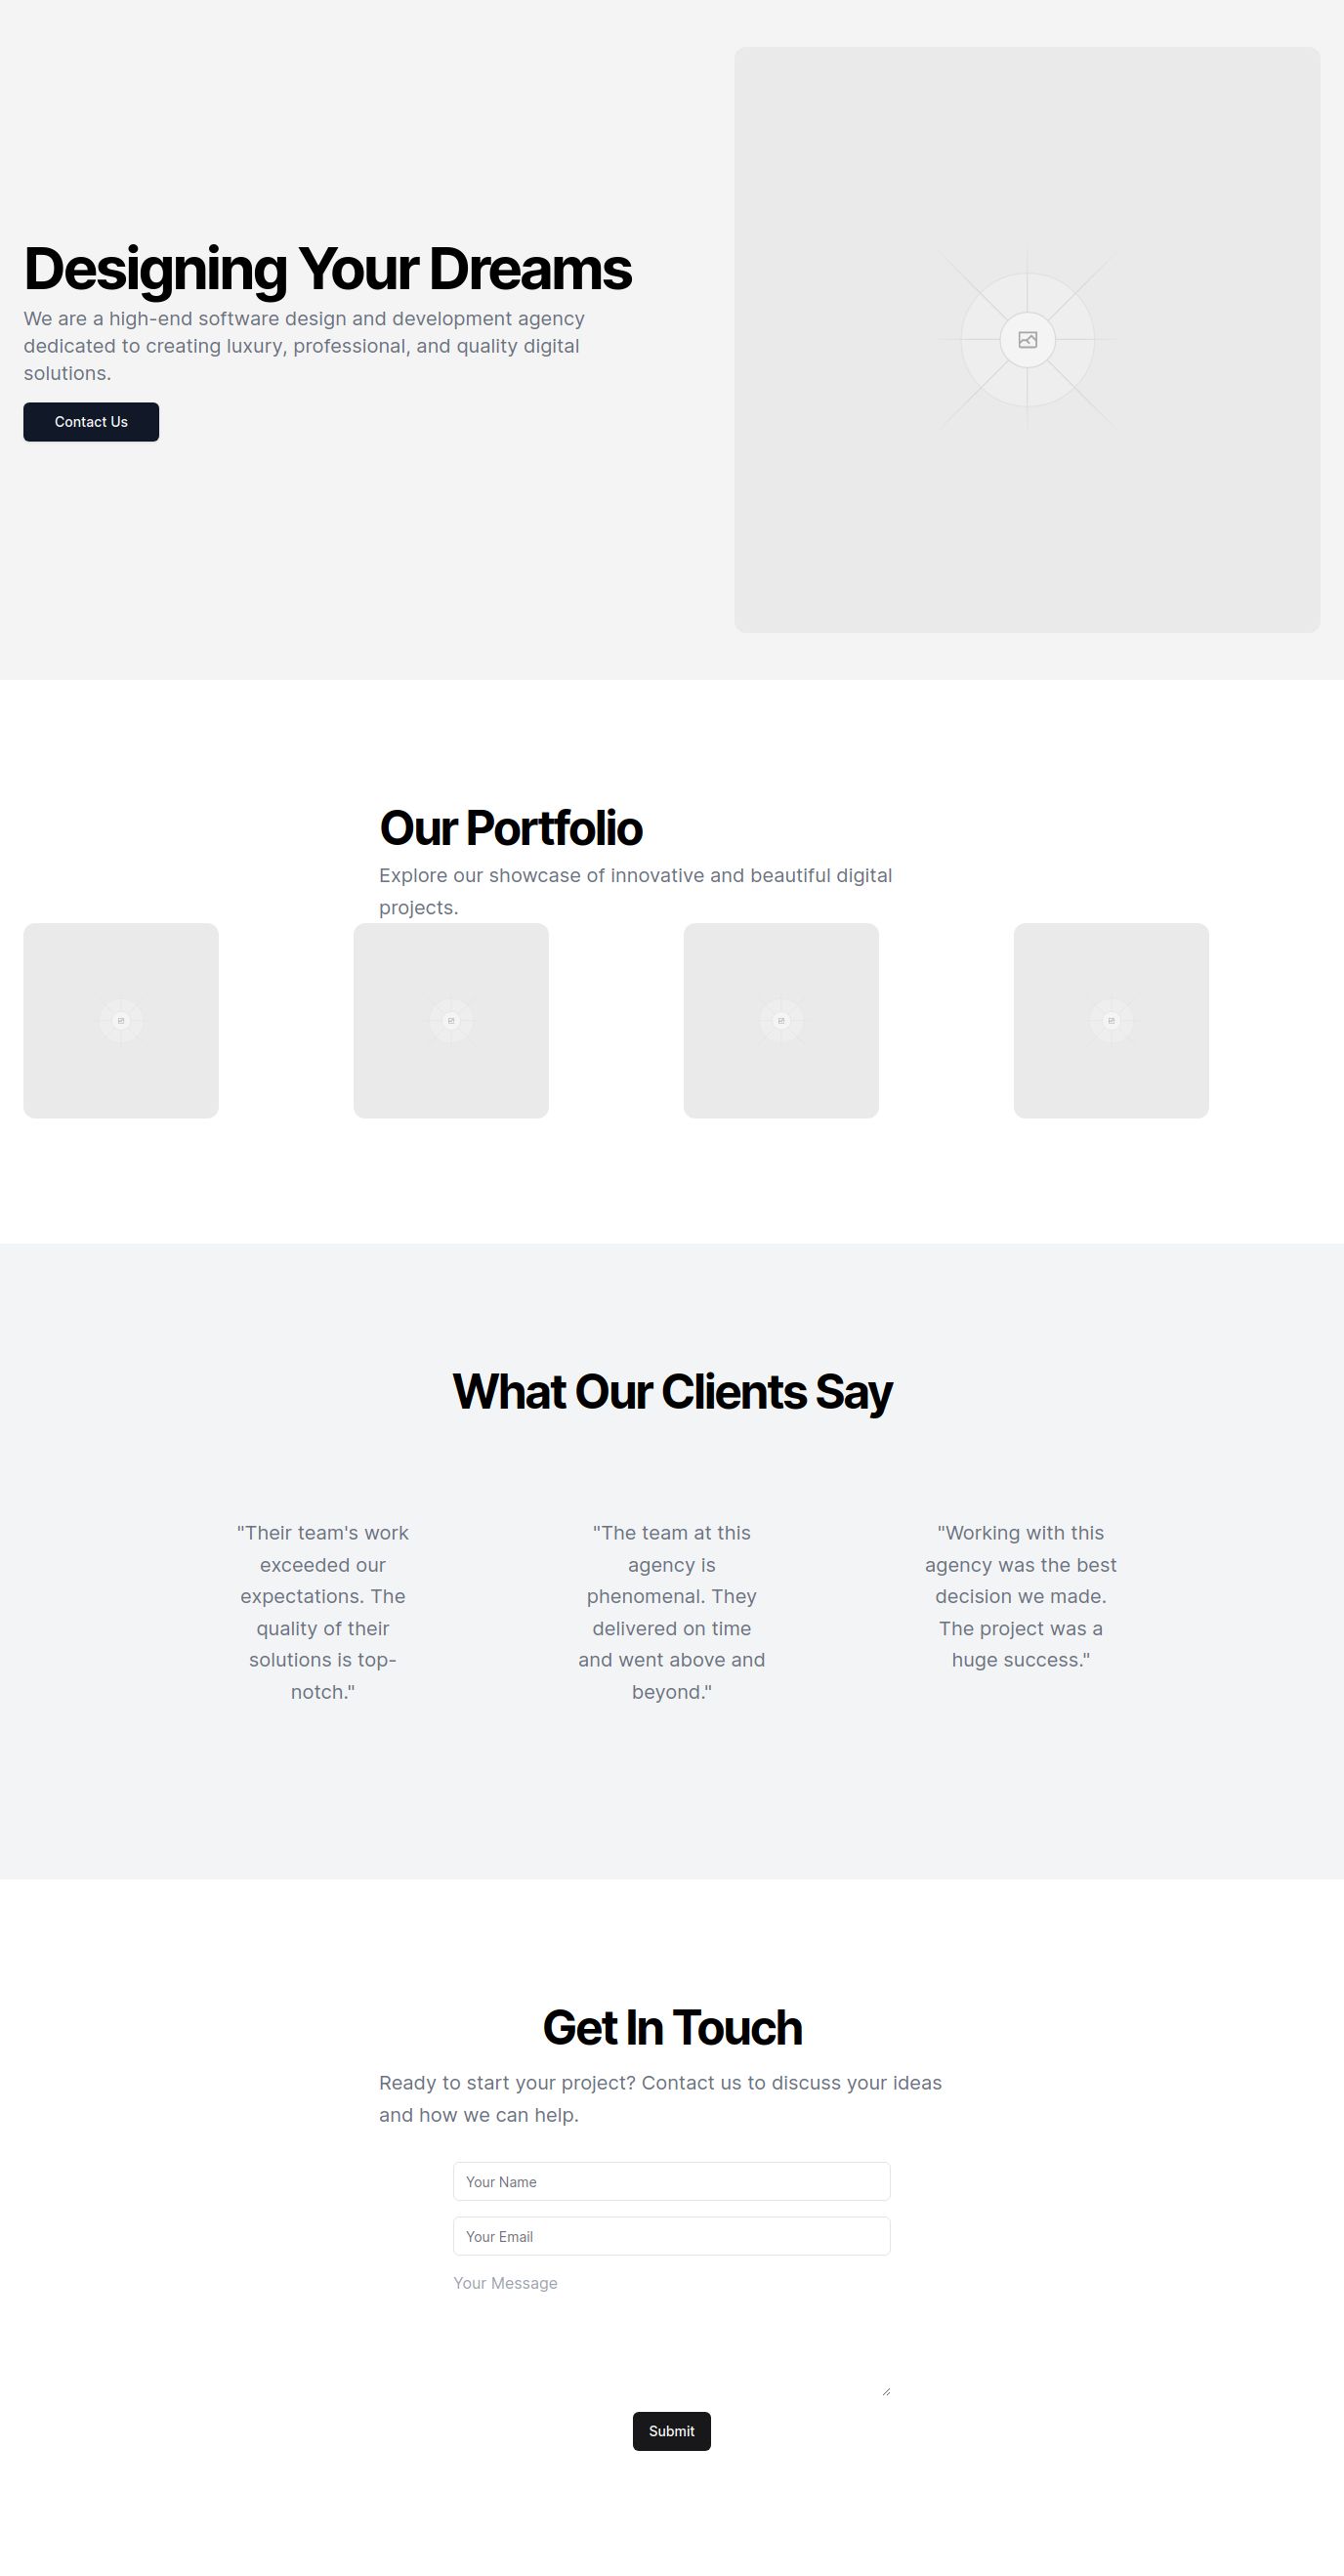 Designing Your Dreams
We are a high-end software design and development agency
dedicated to creating luxury, professional, and quality digital
solutions.
Contact Us
Our Portfolio
Explore our showcase of innovative and beautiful digital
projects.
What Our Clients Say
"Their team's work
exceeded our
expectations. The
quality of their
solutions is top-
notch."
"The team at this
agency is
phenomenal. They
delivered on time
and went above and
beyond."
"Working with this
agency was the best
decision we made.
The project was a
huge success."
Get In Touch
Ready to start your project? Contact us to discuss your ideas
and how we can help.
Your Name
Your Email
Your Message
Submit